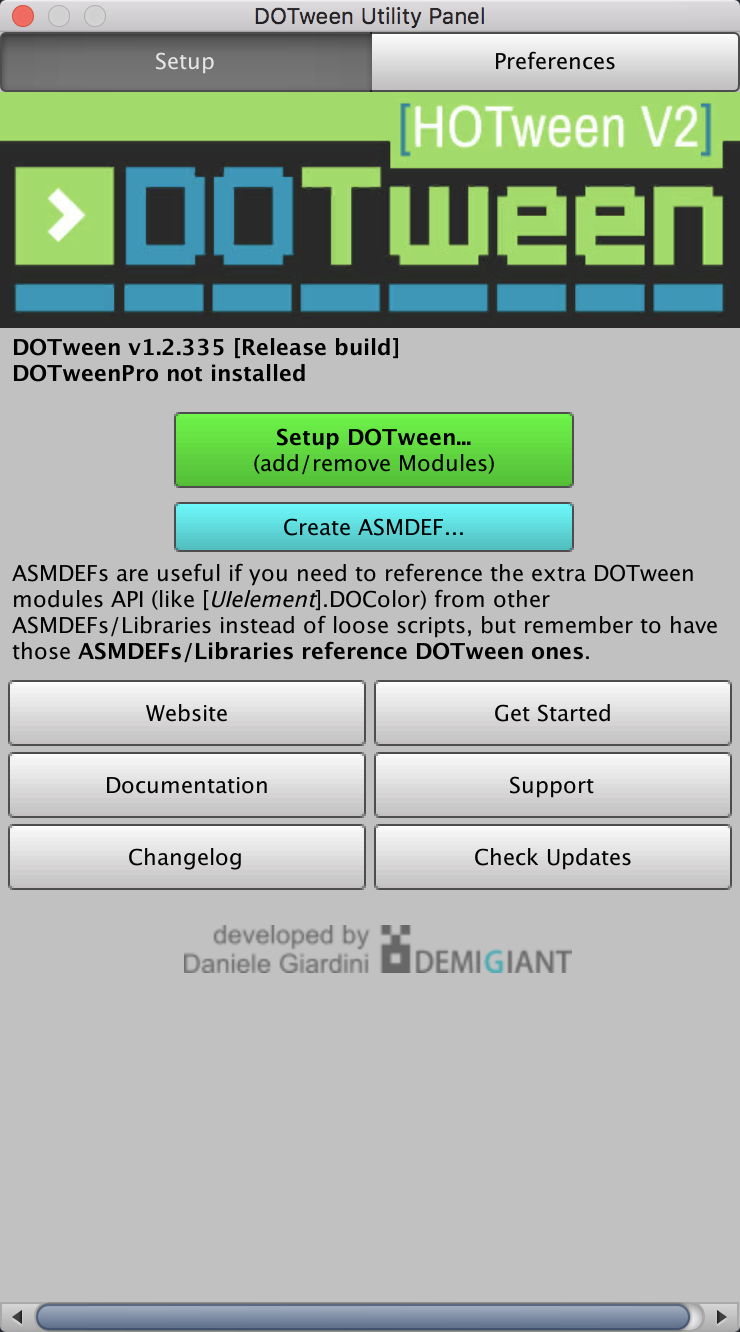 DOTween Utility Panel
Setup Preferences
[HOTween V2]
DOTween
DOTween v1.2.335 [Release build]
DOTweenPro not installed
Setup DOTween...
(add/remove Modules)
Create ASMDEF...
ASMDEFs are useful if you need to reference the extra DOTween
modules API (like [UIelement].DOColor) from other
ASMDEFs/Libraries instead of loose scripts, but remember to have
those ASMDEFs/Libraries reference DOTween ones.
Website Get Started
Documentation Support
Changelog Check Updates
developed by
Daniele Giardini DEMIGIANT